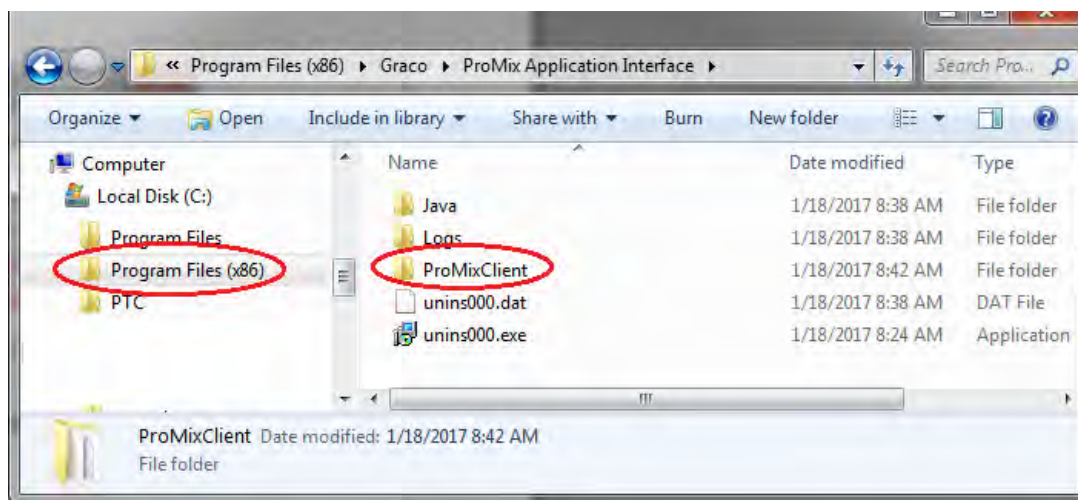 « Program Files (x86) ▸ Graco ▸ ProMix Application Interface ▸ Search Pro...
Organize Open Include in library Share with Burn New folder
Computer Name Date modified Type
Local Disk (C:)
Java 1/18/2017 8:38 AM File folder
Program Files Logs 1/18/2017 8:38 AM File folder
Program Files (x86) ProMixClient 1/18/2017 8:42 AM File folder
PTC unins000.dat 1/18/2017 8:38 AM DAT File
unins000.exe 1/18/2017 8:24 AM Application
ProMixClient Date modified: 1/18/2017 8:42 AM
File folder